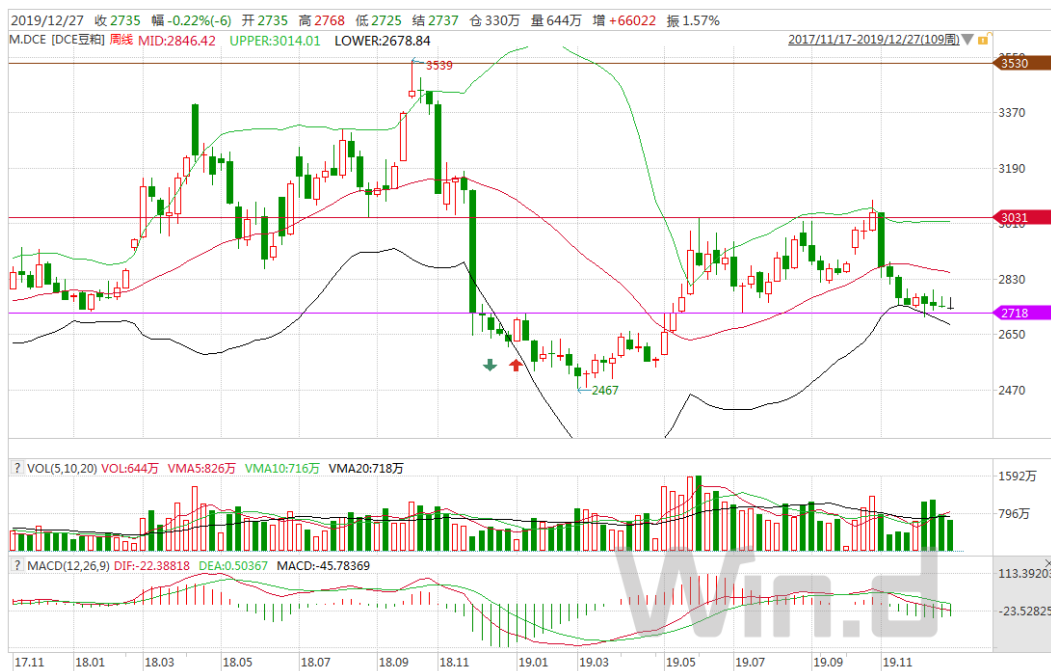 2019/12/27 收 2735 幅 -0.22%(-6) 开 2735 高 2768 低 2725 结 2737 仓 330万 量 644万 增 +66022 振 1.57%
M.DCE [DCE豆粕] 周线 MID:2846.42 UPPER:3014.01 LOWER:2678.84 2017/11/17-2019/12/27(109周)
3530
3539
3370
3190
3031
2830
2718
2650
2467
2470
? VOL(5,10,20) VOL:644万 VMA5:826万 VMA10:716万 VMA20:718万
1592万
796万
? MACD(12,26,9) DIF:-22.38818 DEA:0.50367 MACD:-45.78369
113.3920
-23.52825
Win.d
17.11 18.01 18.03 18.05 18.07 18.09 18.11 19.01 19.03 19.05 19.07 19.09 19.11